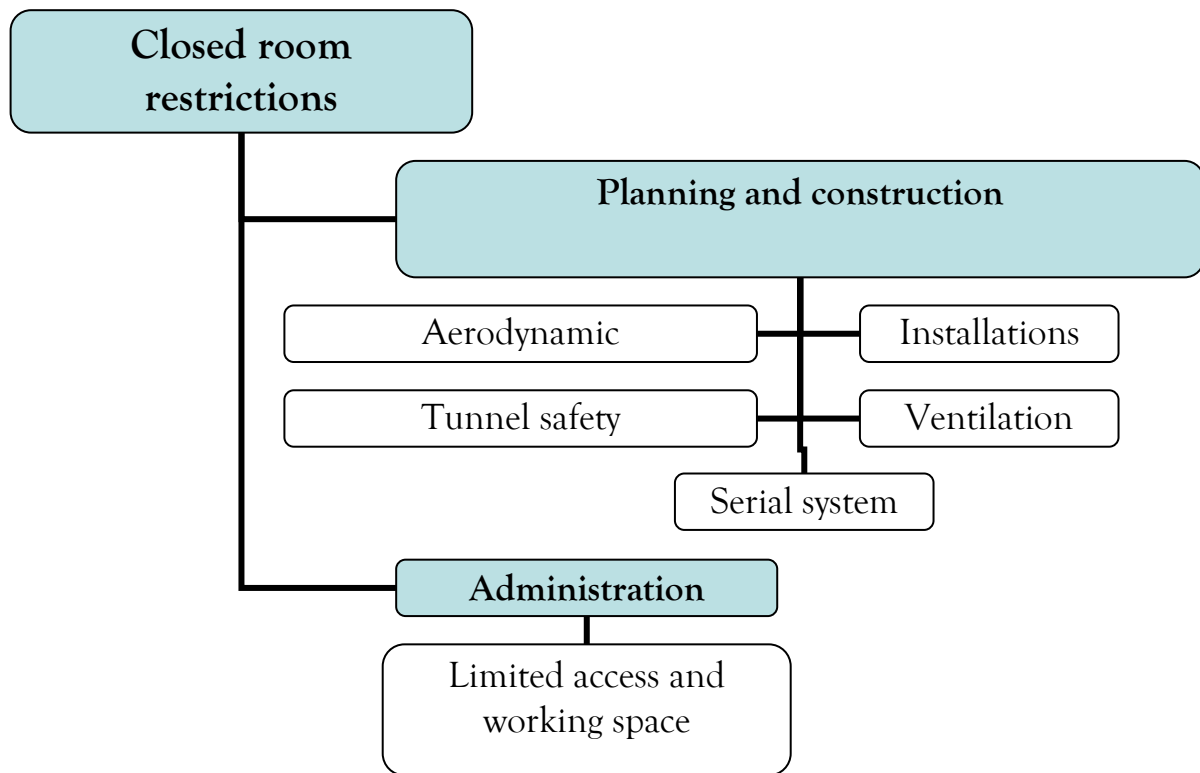 Closed room
restrictions
Planning and construction
Aerodynamic
Installations
Tunnel safety
Ventilation
Serial system
Administration
Limited access and
working space